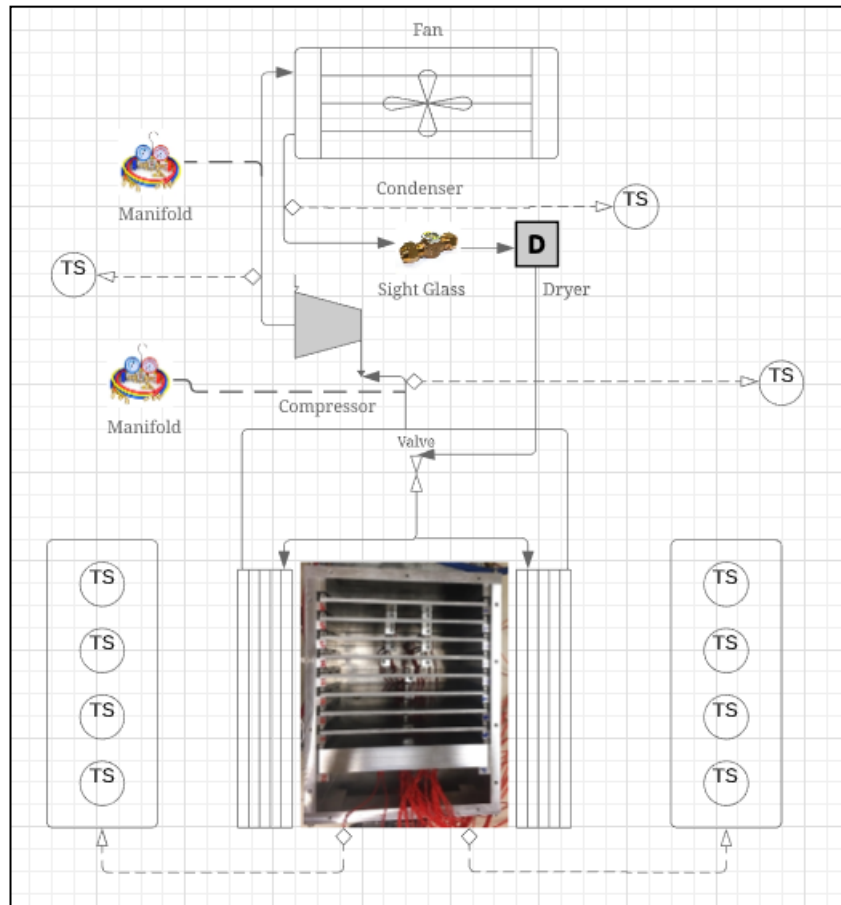 Fan
Manifold
Condenser
TS
TS
D
Sight Glass
Dryer
TS
Manifold
Compressor
Valve
TS
TS
TS
TS
TS
TS
TS
TS